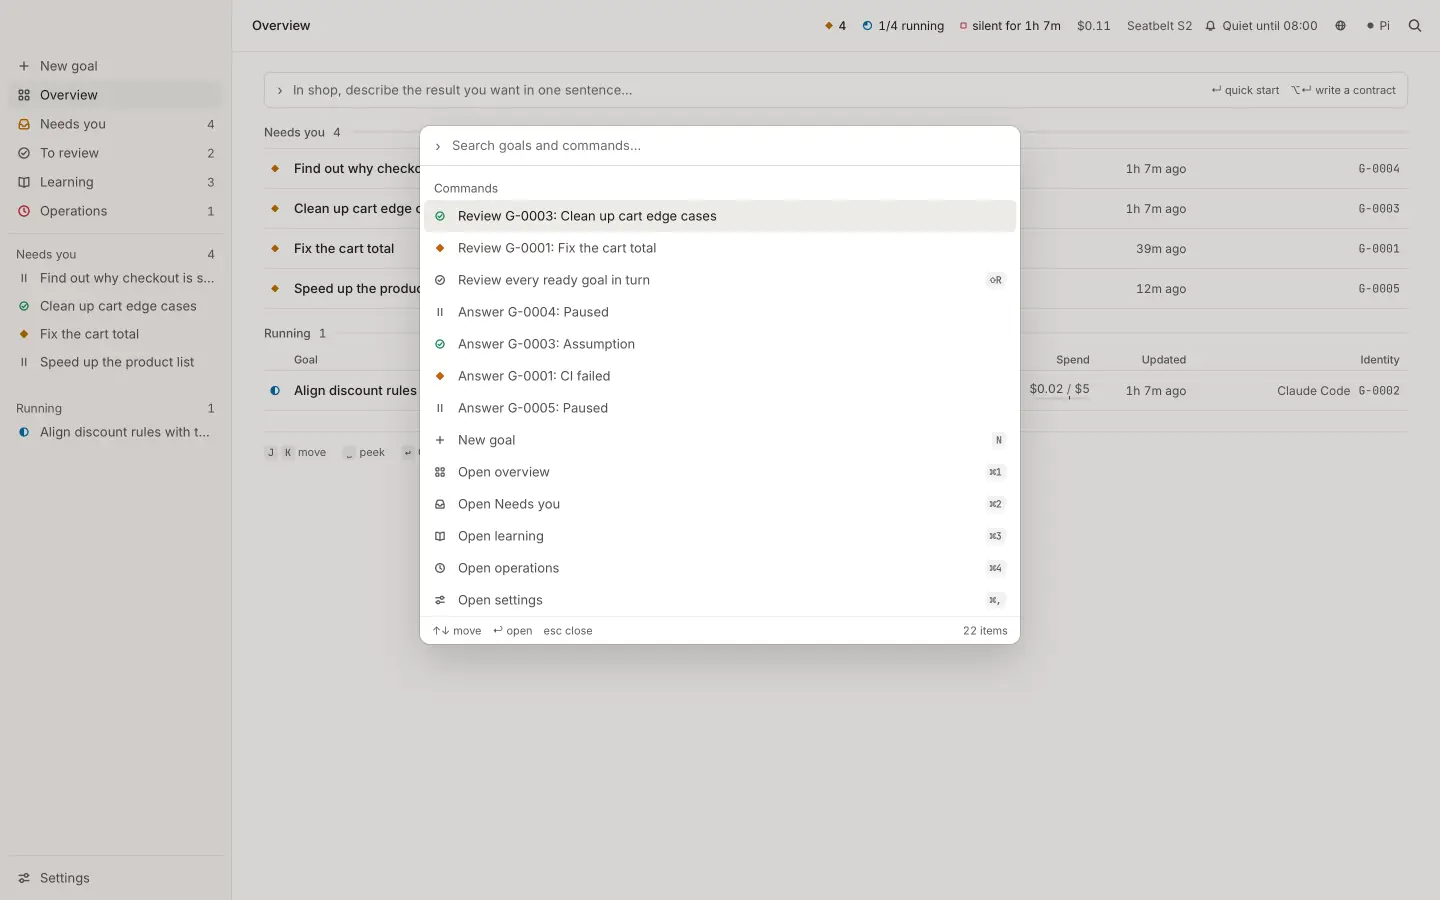 Overview
4
1/4 running
silent for 1h 7m
$0.11
Seatbelt S2
Quiet until 08:00
Pi
New goal
Overview
Needs you 4
To review 2
Learning 3
Operations 1
Needs you 4
Find out why checkout is s...
Clean up cart edge cases
Fix the cart total
Speed up the product list
Running 1
Align discount rules with t...
Settings
› In shop, describe the result you want in one sentence...
↵ quick start ⌥↵ write a contract
Needs you 4
Find out why checko 1h 7m ago G-0004
Clean up cart edge c 1h 7m ago G-0003
Fix the cart total 39m ago G-0001
Speed up the produc 12m ago G-0005
Running 1
Goal Spend Updated Identity
Align discount rules $0.02 / $5 1h 7m ago Claude Code G-0002
J K move ⎵ peek ↵
› Search goals and commands...
Commands
Review G-0003: Clean up cart edge cases
Review G-0001: Fix the cart total
Review every ready goal in turn ⇧R
Answer G-0004: Paused
Answer G-0003: Assumption
Answer G-0001: CI failed
Answer G-0005: Paused
New goal N
Open overview ⌘1
Open Needs you ⌘2
Open learning ⌘3
Open operations ⌘4
Open settings ⌘,
↑↓ move ↵ open esc close 22 items